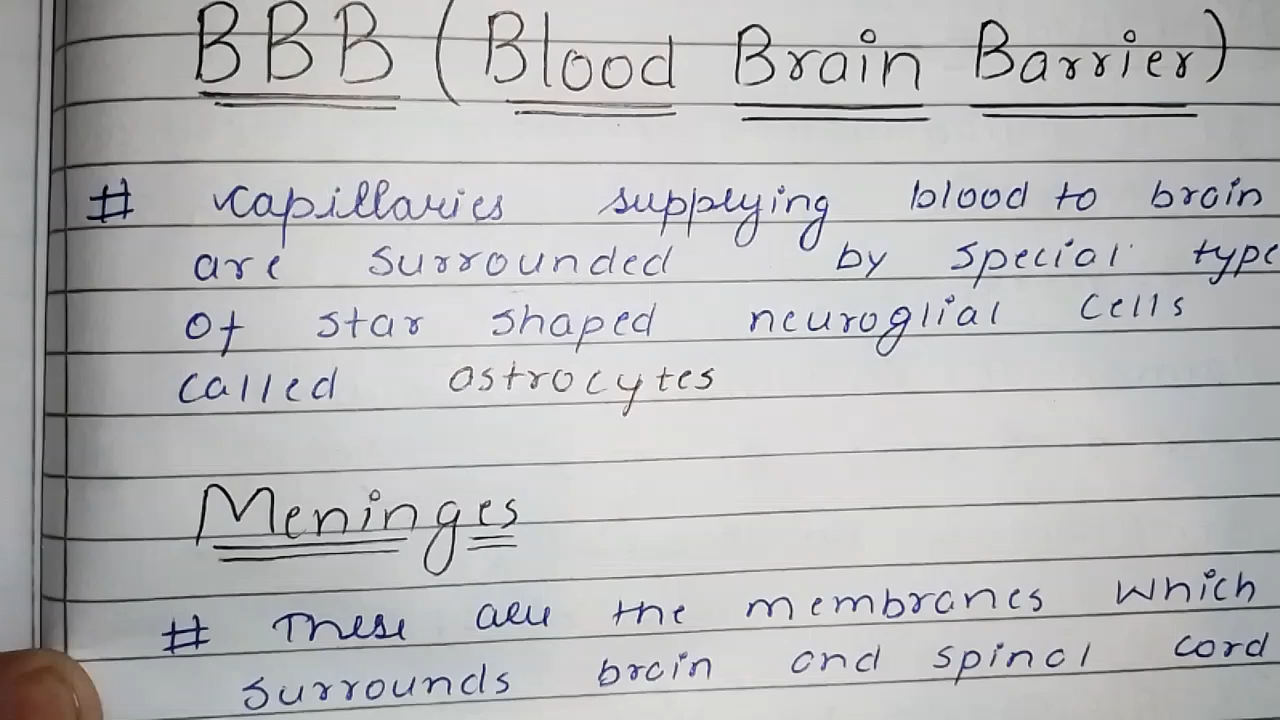 BBB (Blood Brain Barrier)
# capillaries supplying blood to brain
are surrounded by special type
of star shaped neuroglial cells
called astrocytes
Meninges
# These are the membranes which
surrounds brain and spinal cord